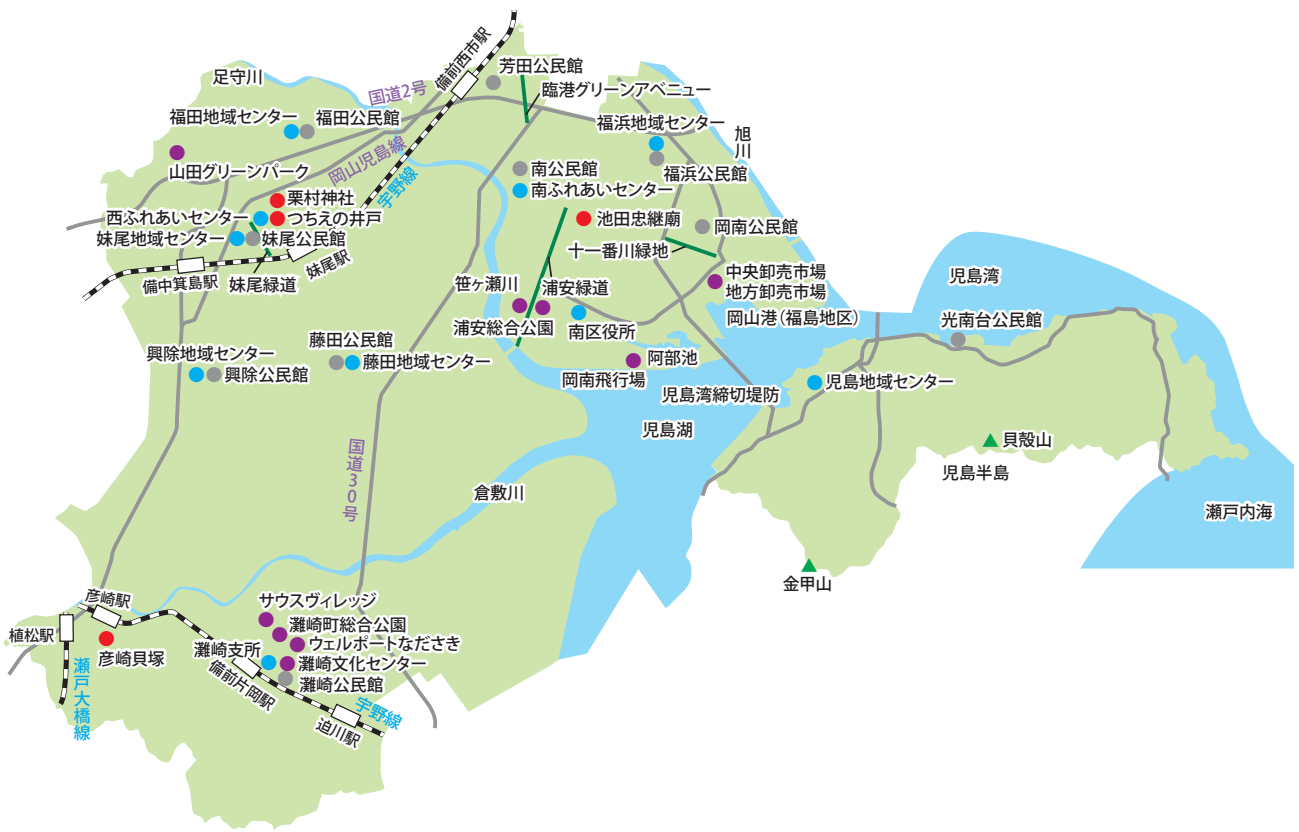 備前西市駅
芳田公民館
足守川
国道2号
臨港グリーンアベニュー
福田地域センター
福田公民館
福浜地域センター
旭川
岡山児島線
山田グリーンパーク
南公民館
福浜公民館
宇野線
南ふれあいセンター
栗村神社
西ふれあいセンター
つちえの井戸
池田忠継廟
岡南公民館
妹尾地域センター
妹尾公民館
十一番川緑地
妹尾駅
備中箕島駅
妹尾緑道
笹ヶ瀬川
浦安緑道
中央卸売市場
地方卸売市場
児島湾
浦安総合公園
南区役所
岡山港（福島地区）
光南台公民館
藤田公民館
興除地域センター
藤田地域センター
阿部池
興除公民館
岡南飛行場
児島地域センター
児島湾締切堤防
児島湖
貝殻山
国道30号
児島半島
倉敷川
瀬戸内海
金甲山
彦崎駅
サウスヴィレッジ
灘崎町総合公園
植松駅
ウェルポートなださき
彦崎貝塚
灘崎支所
灘崎文化センター
備前片岡駅
灘崎公民館
瀬戸大橋線
宇野線
迫川駅